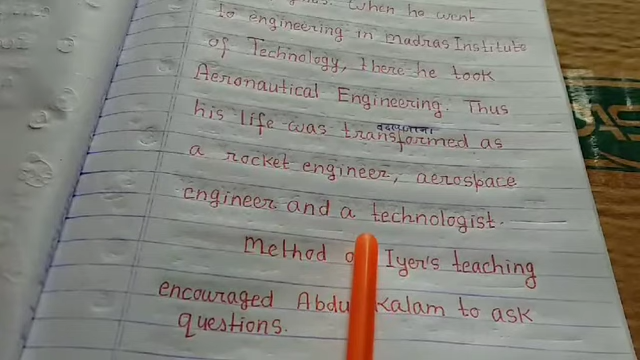 When he went
to engineering in Madras Institute
of Technology, there he took
Aeronautical Engineering. Thus
his life was transformed as
a rocket engineer, aerospace
engineer and a technologist.
Method Iyer's teaching
encouraged Abdu Kalam to ask
questions.